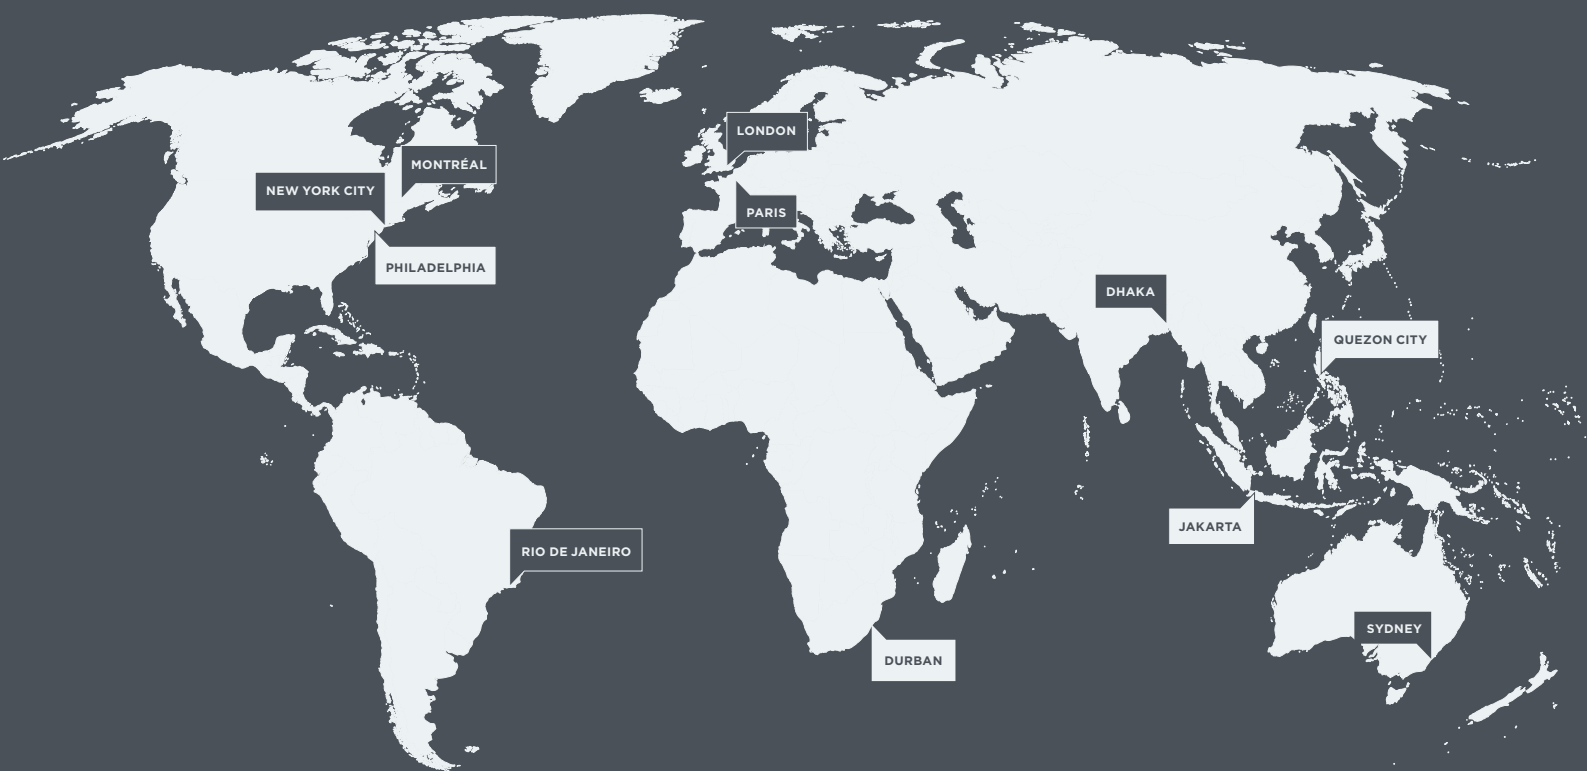 LONDON
MONTRÉAL
NEW YORK CITY
PARIS
PHILADELPHIA
DHAKA
QUEZON CITY
JAKARTA
RIO DE JANEIRO
SYDNEY
DURBAN